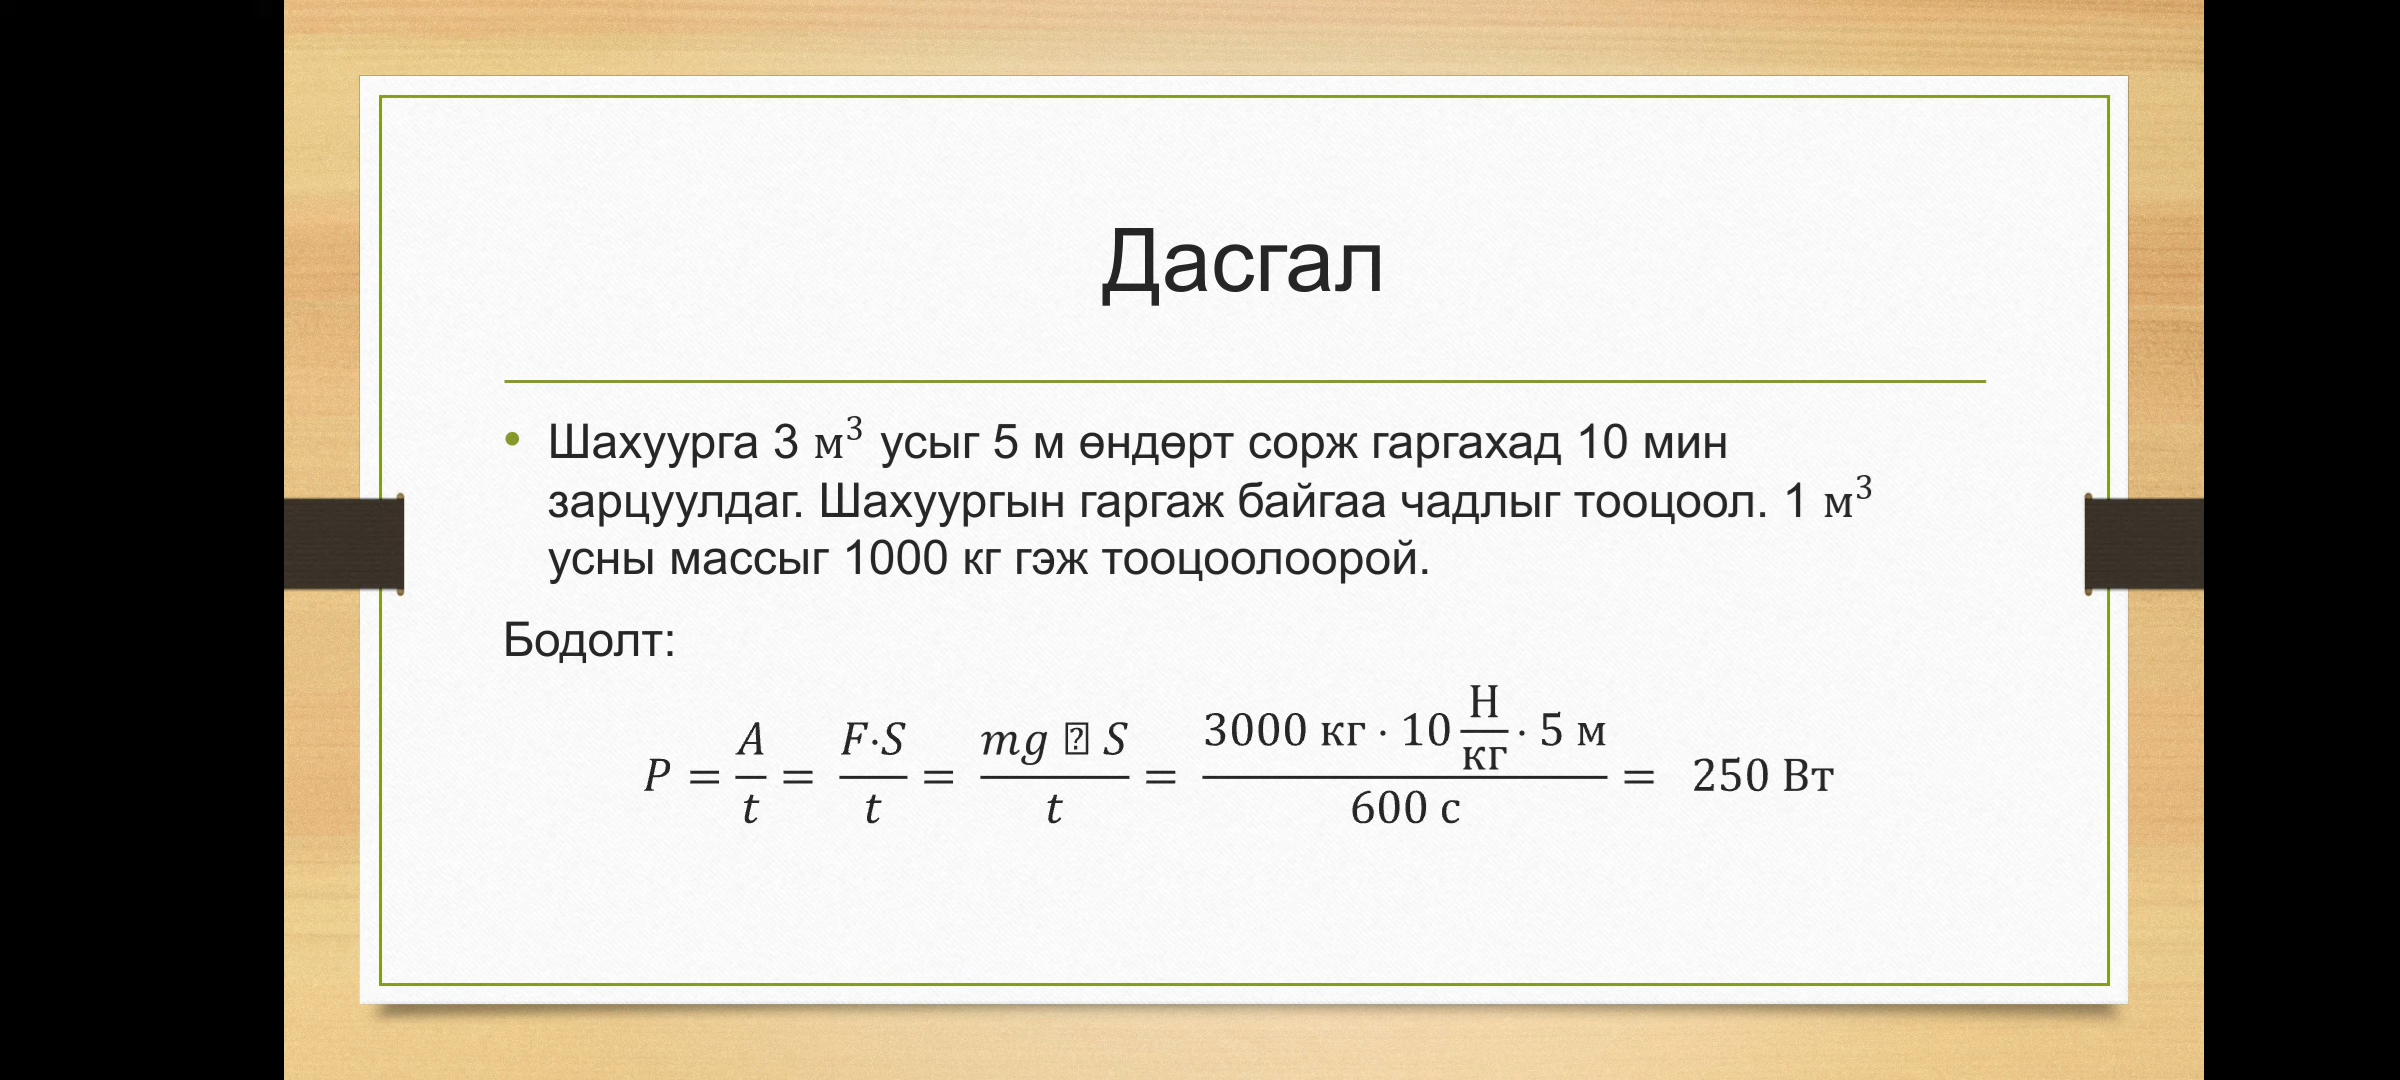 Дасгал
• Шахуурга 3 м³ усыг 5 м өндөрт сорж гаргахад 10 мин
зарцуулдаг. Шахуургын гаргаж байгаа чадлыг тооцоол. 1 м³
усны массыг 1000 кг гэж тооцоолоорой.
Бодолт:
P = A/t = F·S/t = mg ⍰ S/t = 3000 кг · 10 Н/кг · 5 м/600 с = 250 Вт